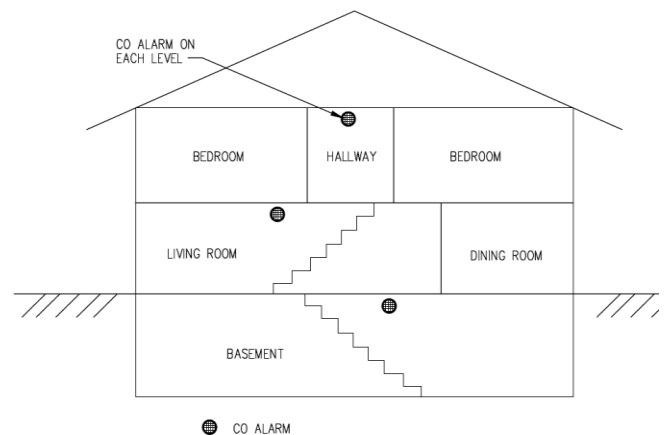 CO ALARM ON
EACH LEVEL
BEDROOM
HALLWAY
BEDROOM
LIVING ROOM
DINING ROOM
BASEMENT
CO ALARM